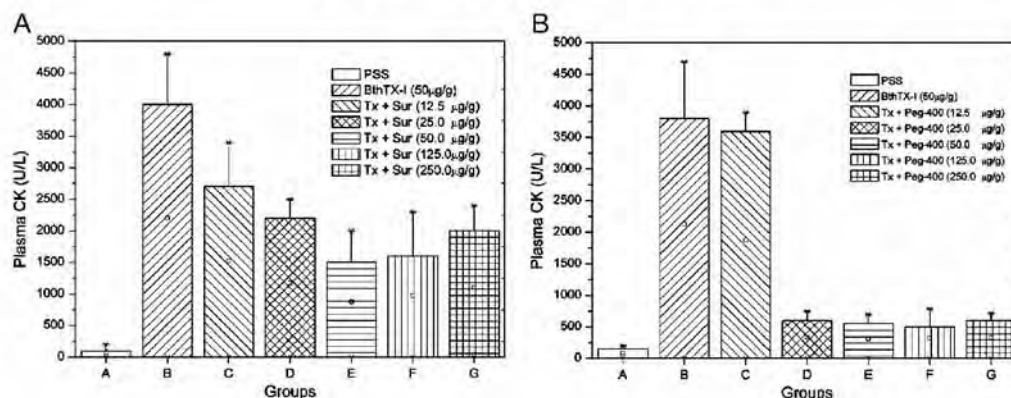 A
Plasma CK (U/L)
5000
4500
4000
3500
3000
2500
2000
1500
1000
500
0
PSS
BthTX-I (50µg/g)
Tx + Sur (12.5 µg/g)
Tx + Sur (25.0 µg/g)
Tx + Sur (50.0 µg/g)
Tx + Sur (125.0µg/g)
Tx + Sur (250.0µg/g)
A B C D E F G
Groups
B
Plasma CK (U/L)
5000
4500
4000
3500
3000
2500
2000
1500
1000
500
0
PSS
BthTX-I (50µg/g)
Tx + Peg-400 (12.5 µg/g)
Tx + Peg-400 (25.0 µg/g)
Tx + Peg-400 (50.0 µg/g)
Tx + Peg-400 (125.0 µg/g)
Tx + Peg-400 (250.0 µg/g)
A B C D E F G
Groups